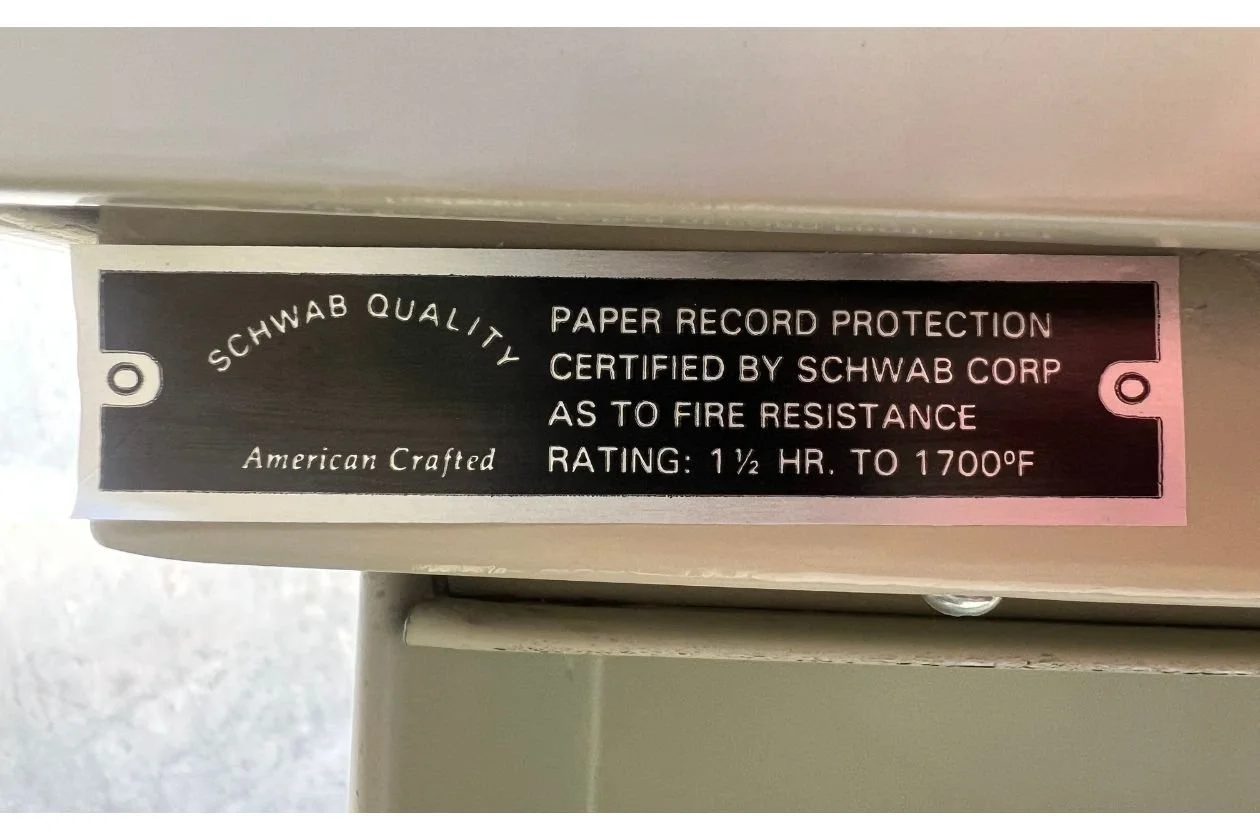 SCHWAB QUALITY
American Crafted
PAPER RECORD PROTECTION
CERTIFIED BY SCHWAB CORP
AS TO FIRE RESISTANCE
RATING: 1½ HR. TO 1700ºF